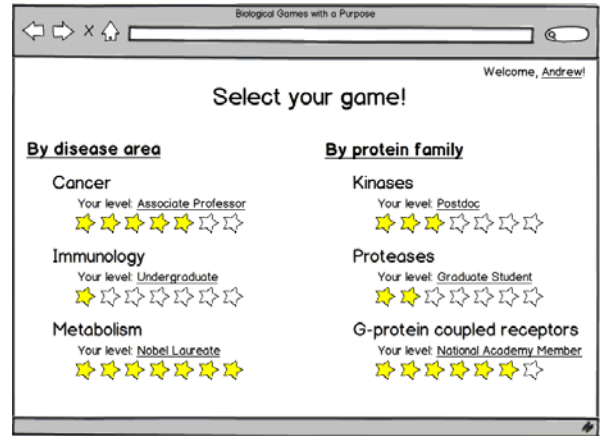 Biological Games with a Purpose
Welcome, Andrew!
Select your game!
By disease area
Cancer
Your level: Associate Professor
Immunology
Your level: Undergraduate
Metabolism
Your level: Nobel Laureate
By protein family
Kinases
Your level: Postdoc
Proteases
Your level: Graduate Student
G-protein coupled receptors
Your level: National Academy Member